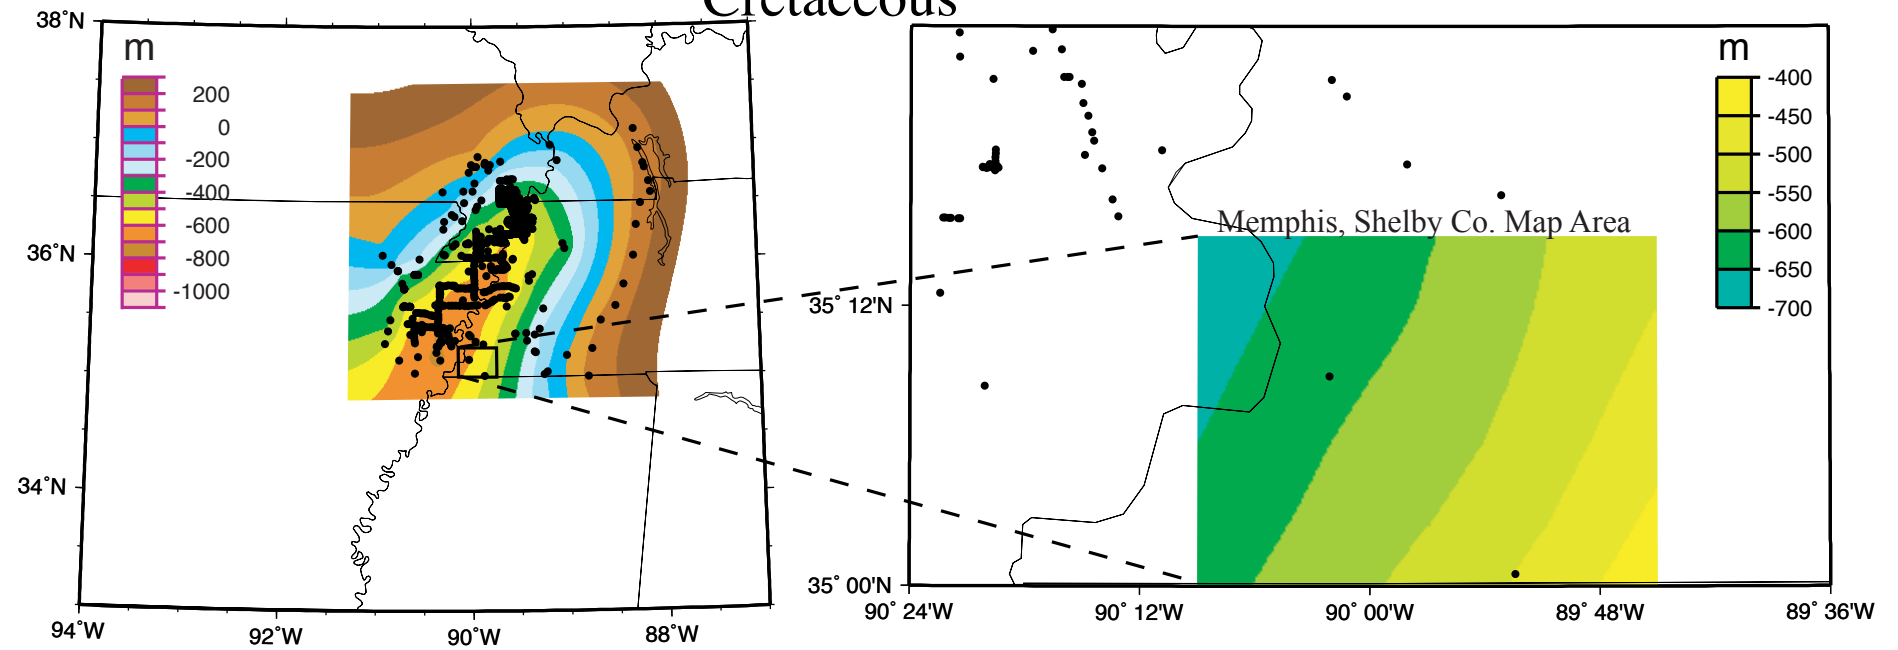 Cretaceous
38°N
36°N
34°N
94°W
92°W
90°W
88°W
m
200
0
-200
-400
-600
-800
-1000
Memphis, Shelby Co. Map Area
35° 12'N
35° 00'N
90° 24'W
90° 12'W
90° 00'W
89° 48'W
89° 36'W
m
-400
-450
-500
-550
-600
-650
-700